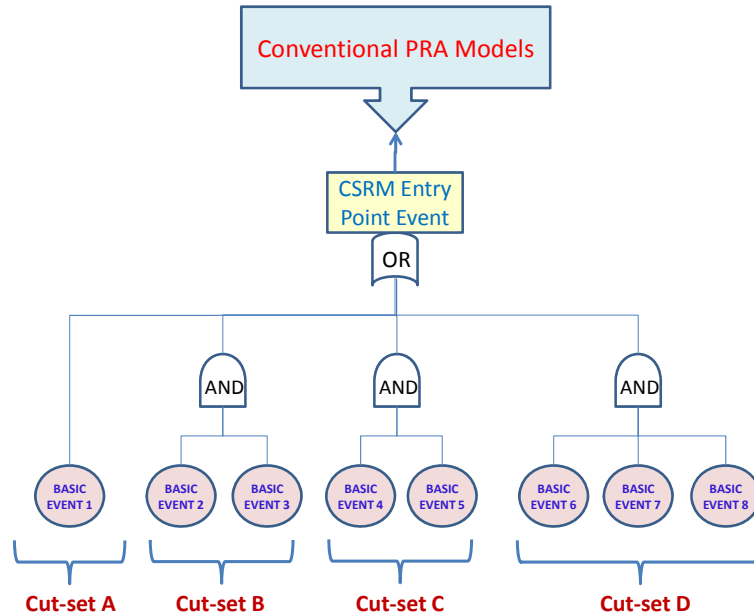 Conventional PRA Models
CSRM Entry
Point Event
OR
AND
AND
AND
BASIC
EVENT 1
BASIC
EVENT 2
BASIC
EVENT 3
BASIC
EVENT 4
BASIC
EVENT 5
BASIC
EVENT 6
BASIC
EVENT 7
BASIC
EVENT 8
Cut-set A
Cut-set B
Cut-set C
Cut-set D